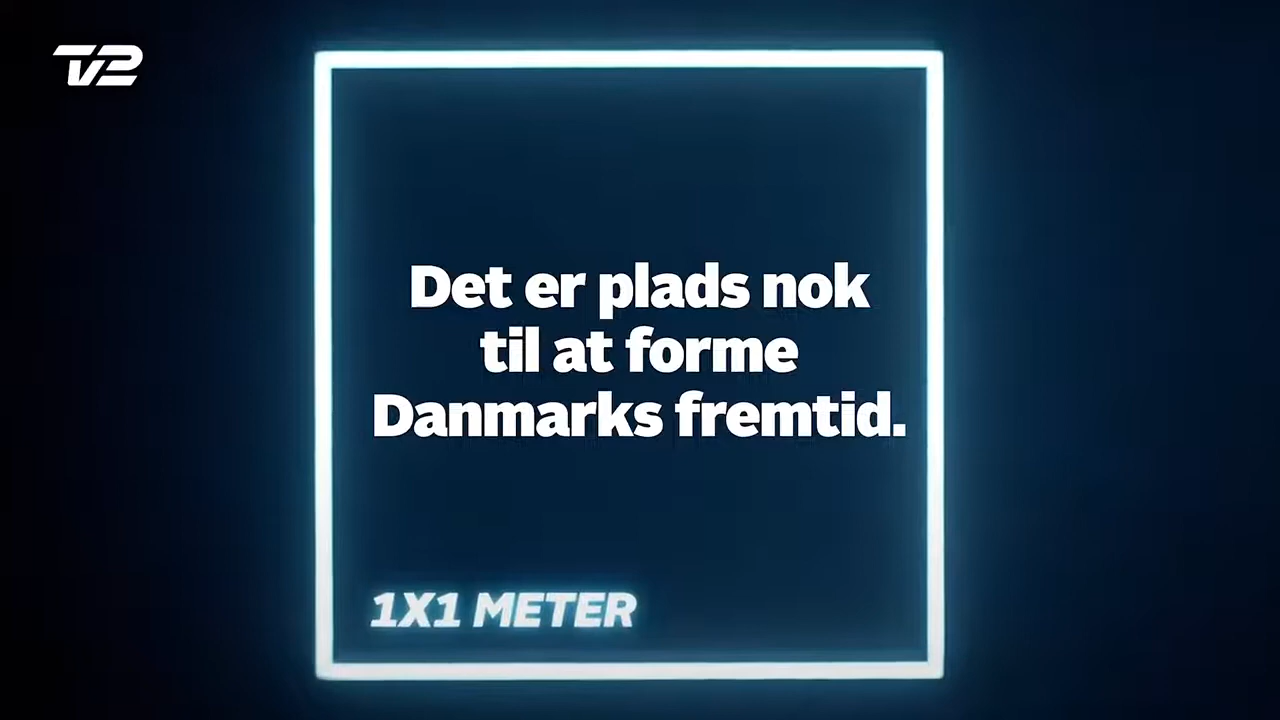 TV2
Det er plads nok
til at forme
Danmarks fremtid.
1X1 METER